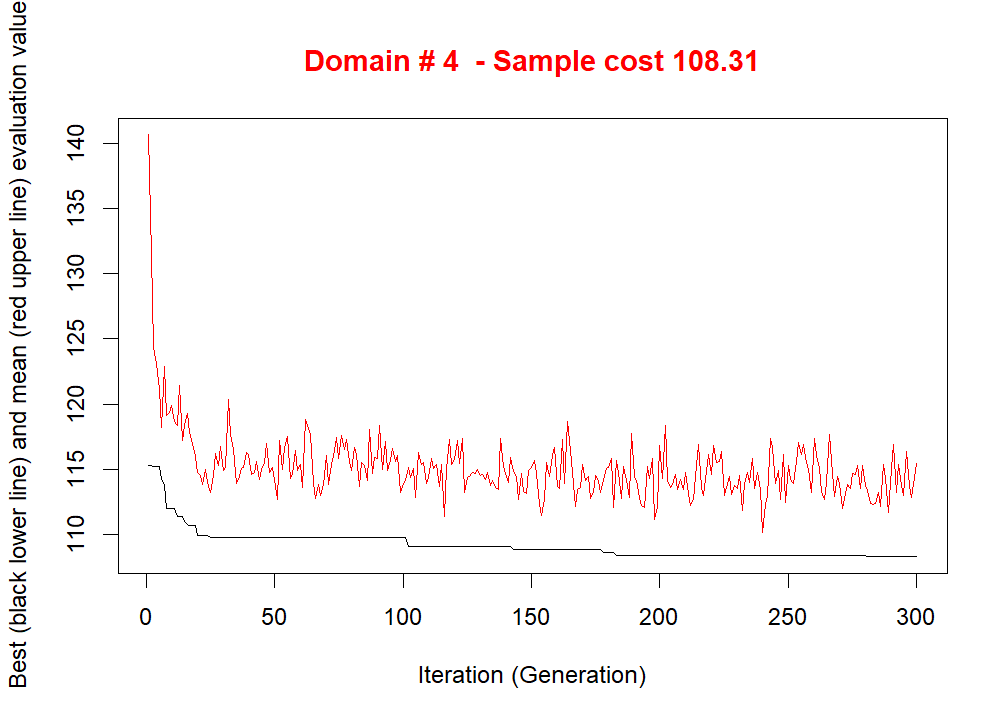 Domain # 4  - Sample cost 108.31
Best (black lower line) and mean (red upper line) evaluation value
140
135
130
125
120
115
110
0 50 100 150 200 250 300
Iteration (Generation)